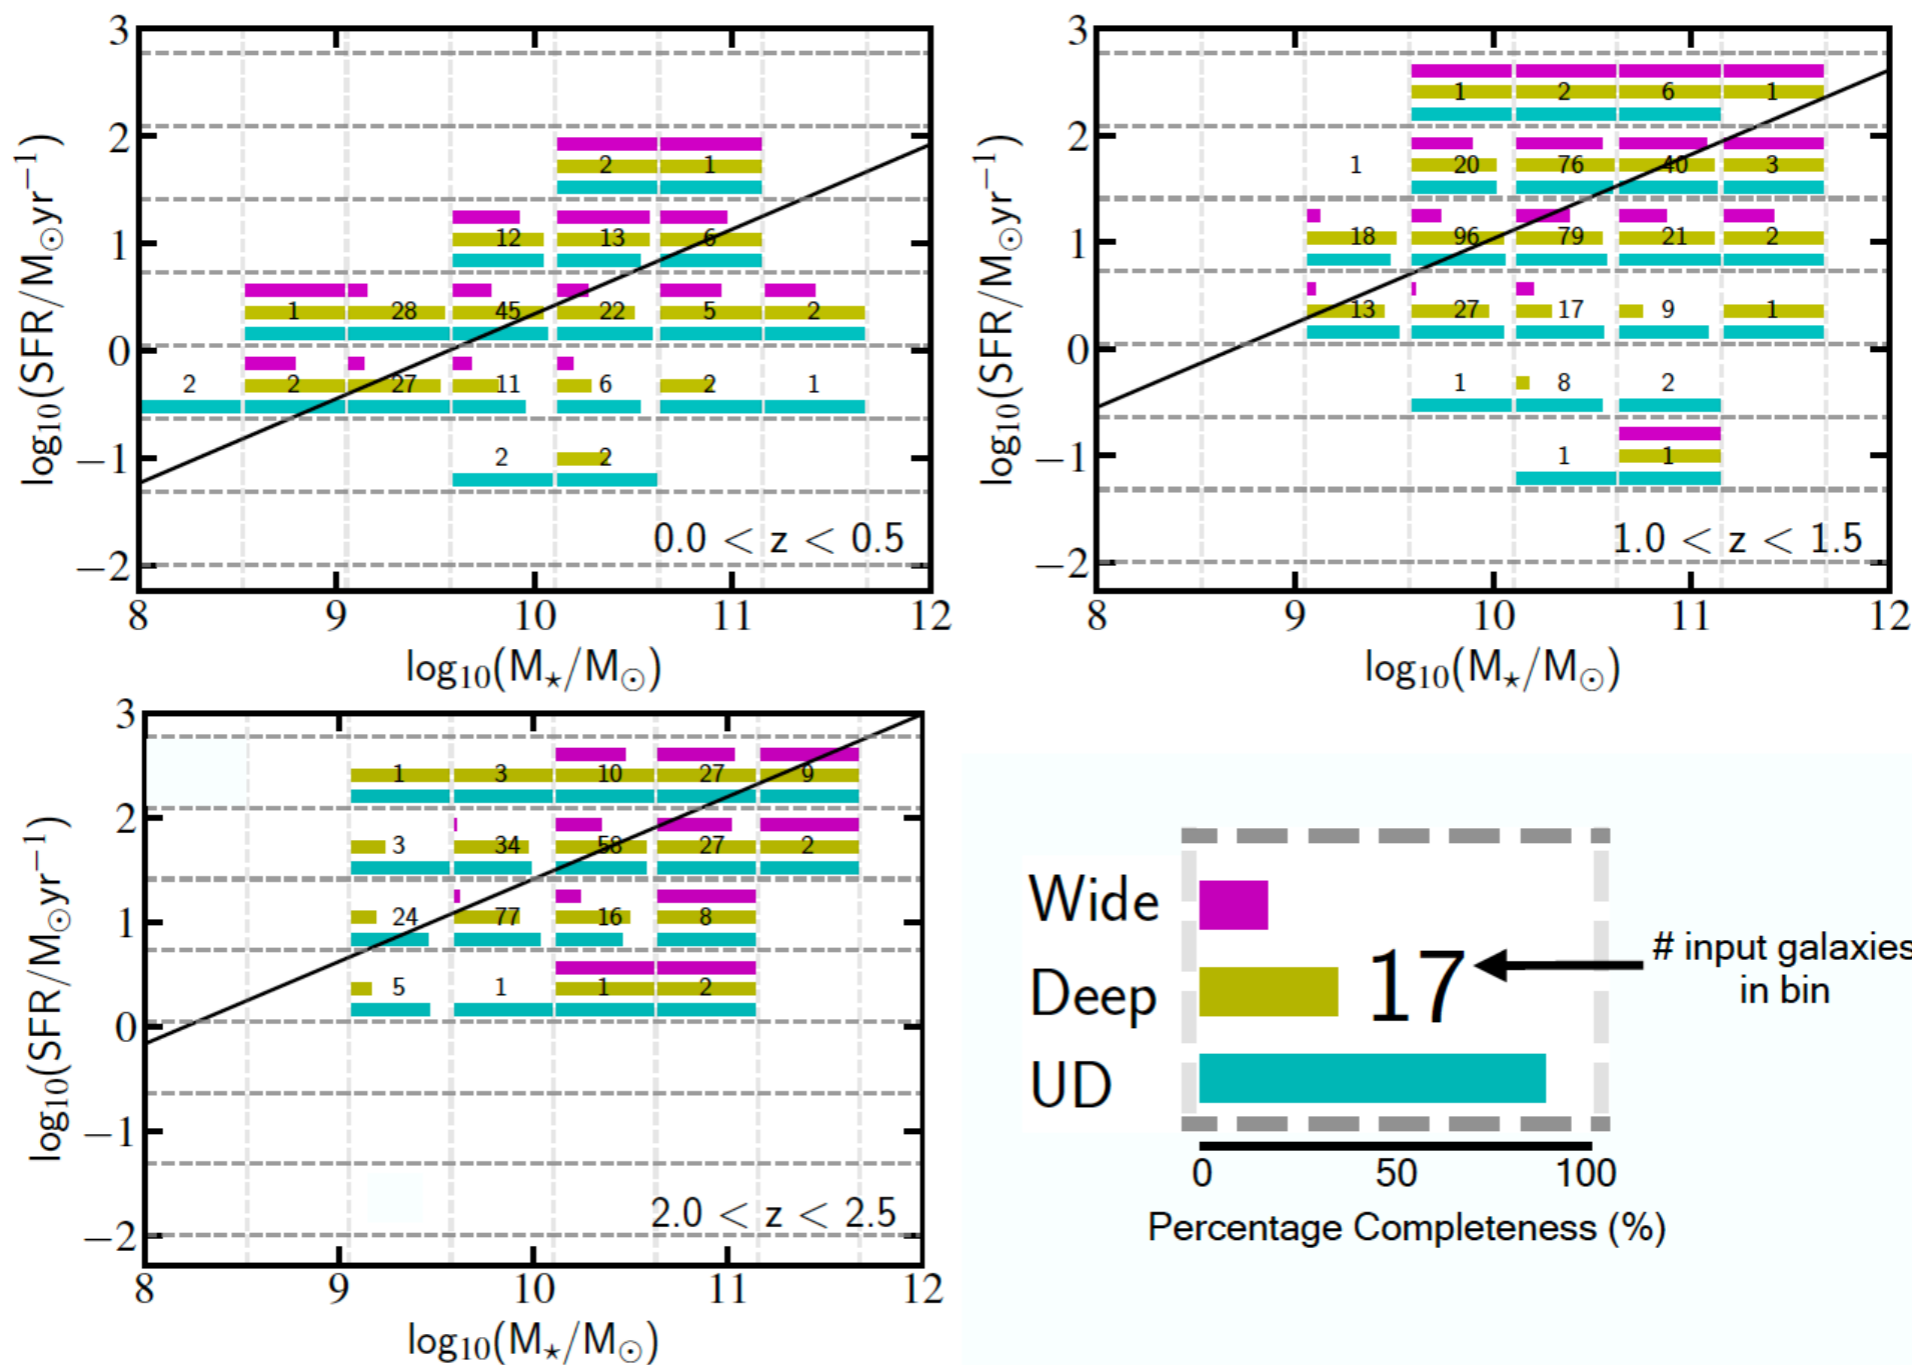 3
2
1
0
−1
−2
log10(SFR/M⊙yr−1)
2 1
12 13 6
1 28 45 22 5 2
2 2 27 11 6 2 1
2 2
0.0 < z < 0.5
8 9 10 11 12
log10(M⋆/M⊙)
3
2
1
0
−1
−2
log10(SFR/M⊙yr−1)
1 2 6 1
1 20 76 40 3
18 96 79 21 2
13 27 17 9 1
1 8 2
1 1
1.0 < z < 1.5
8 9 10 11 12
log10(M⋆/M⊙)
3
2
1
0
−1
−2
log10(SFR/M⊙yr−1)
1 3 10 27 9
3 34 58 27 2
24 77 16 8
5 1 1 2
2.0 < z < 2.5
8 9 10 11 12
log10(M⋆/M⊙)
Wide
Deep
UD
17
# input galaxies
in bin
0 50 100
Percentage Completeness (%)